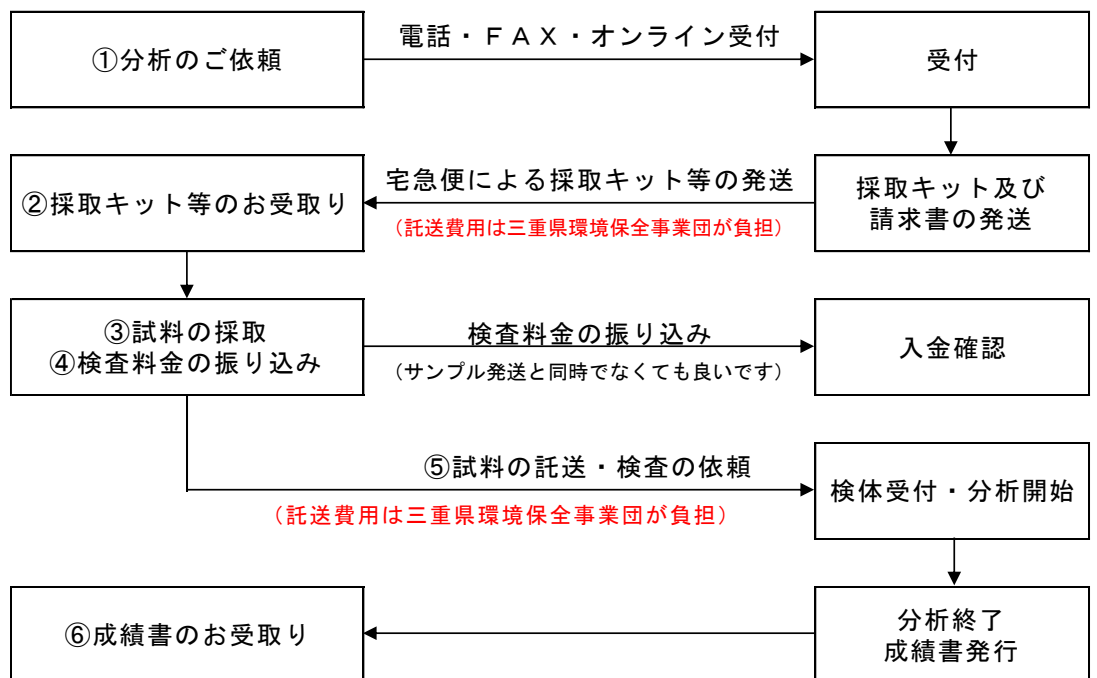 ①分析のご依頼
電話・ＦＡＸ・オンライン受付
受付
②採取キット等のお受取り
宅急便による採取キット等の発送
（託送費用は三重県環境保全事業団が負担）
採取キット及び
請求書の発送
③試料の採取
④検査料金の振り込み
検査料金の振り込み
（サンプル発送と同時でなくても良いです）
入金確認
⑤試料の託送・検査の依頼
（託送費用は三重県環境保全事業団が負担）
検体受付・分析開始
⑥成績書のお受取り
分析終了
成績書発行